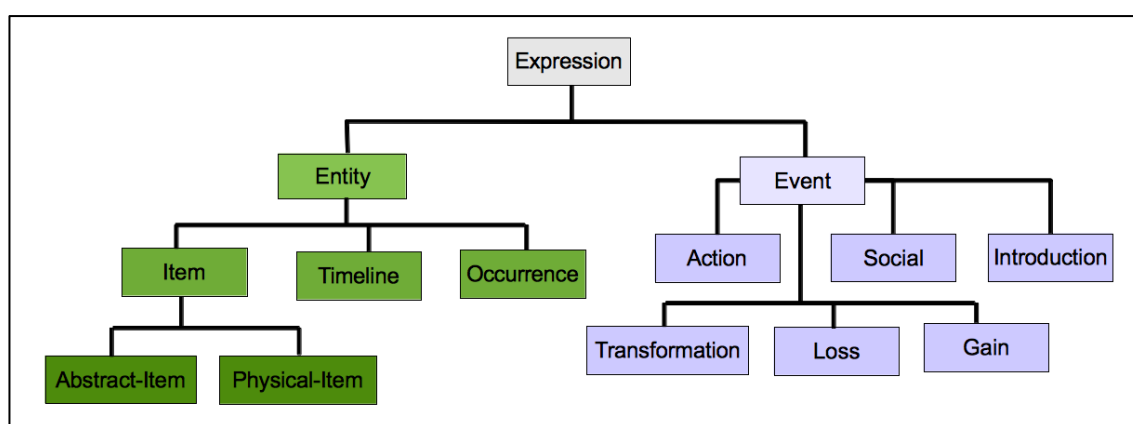 Expression
Entity
Event
Item
Timeline
Occurrence
Action
Social
Introduction
Abstract-Item
Physical-Item
Transformation
Loss
Gain